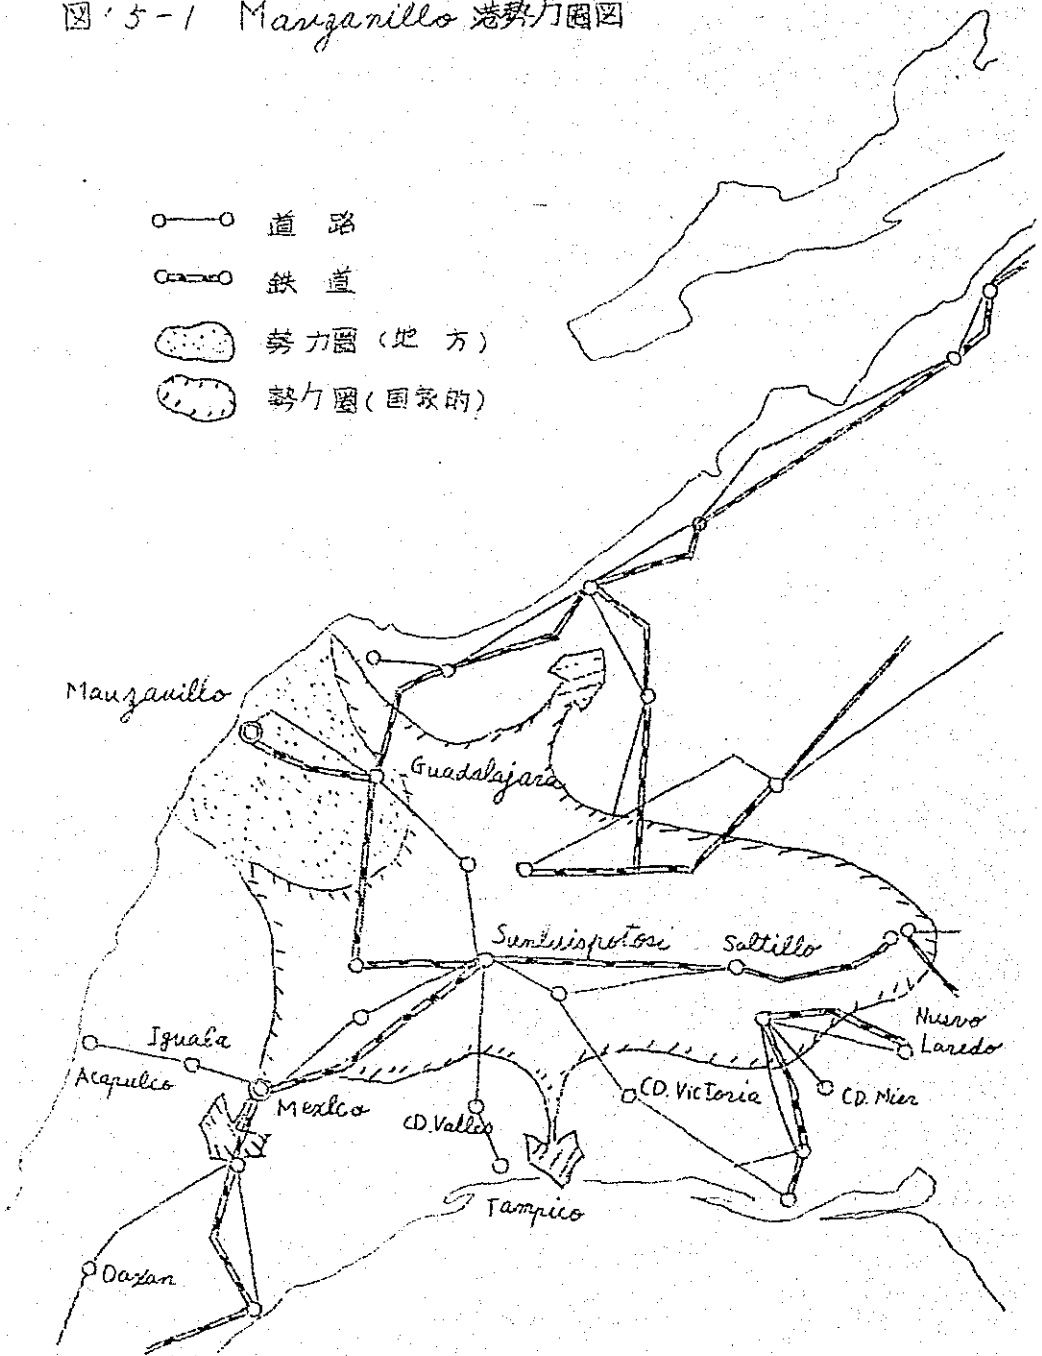 図・5-1 Manzanillo 港勢力圏図
道 路
鉄 道
勢力圏 (地 方)
勢力圏 (国家的)
Manzanillo
Guadalajara
Sunluispotosi
Saltillo
Nuevo
Laredo
Iguala
Acapulco
Mexico
CD. Valles
CD. Victoria
CD. Mier
Tampico
Oaxan